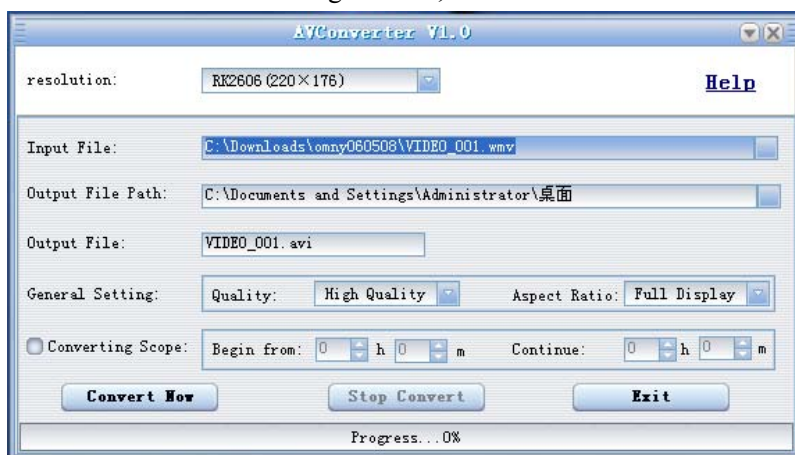 AVConverter V1.0
resolution: RK2606(220×176) Help
Input File: C:\Downloads\omny060508\VIDEO_001.wmv
Output File Path: C:\Documents and Settings\Administrator\桌面
Output File: VIDEO_001.avi
General Setting: Quality: High Quality Aspect Ratio: Full Display
Converting Scope: Begin from: 0 h 0 m Continue: 0 h 0 m
Convert Now Stop Convert Exit
Progress...0%